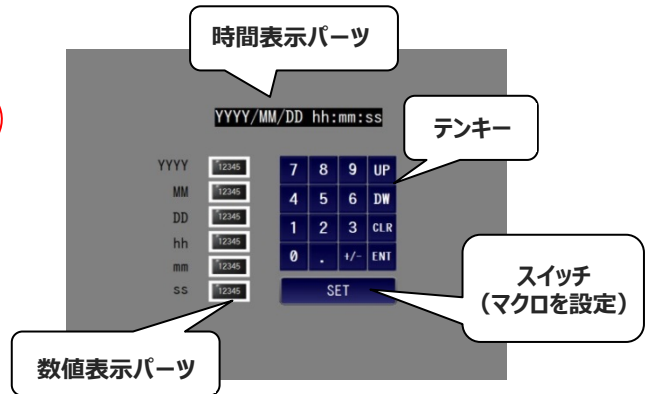 時間表示パーツ
YYYY/MM/DD hh:mm:ss
テンキー
YYYY 12345
MM 12345
DD 12345
hh 12345
mm 12345
ss 12345
7 8 9 UP
4 5 6 DW
1 2 3 CLR
0 . +/- ENT
SET
スイッチ
（マクロを設定）
数値表示パーツ